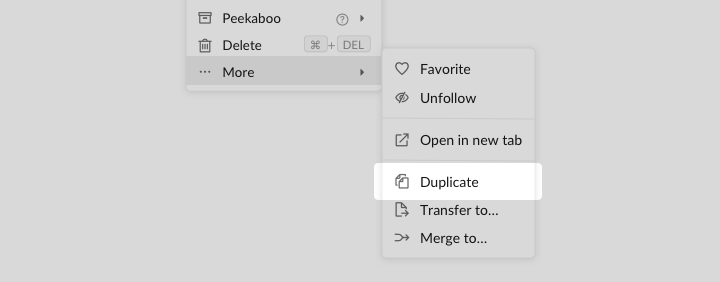 Peekaboo
Delete ⌘ + DEL
More
Favorite
Unfollow
Open in new tab
Duplicate
Transfer to...
Merge to...